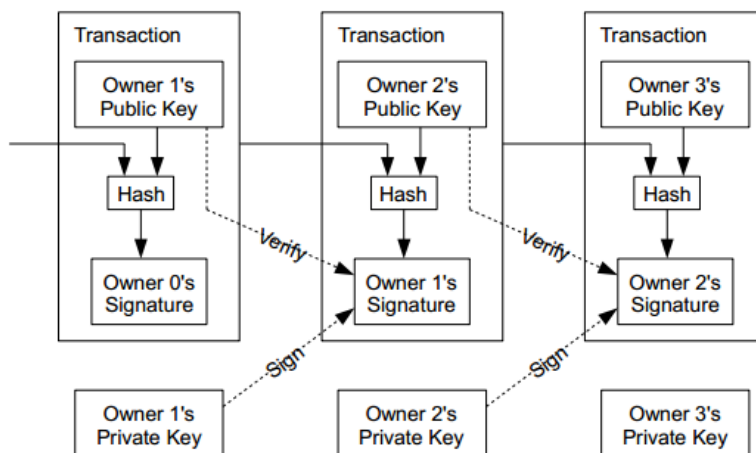 Transaction
Owner 1's
Public Key
Hash
Owner 0's
Signature
Transaction
Owner 2's
Public Key
Hash
Verify
Owner 1's
Signature
Transaction
Owner 3's
Public Key
Hash
Verify
Owner 2's
Signature
Sign
Sign
Owner 1's
Private Key
Owner 2's
Private Key
Owner 3's
Private Key